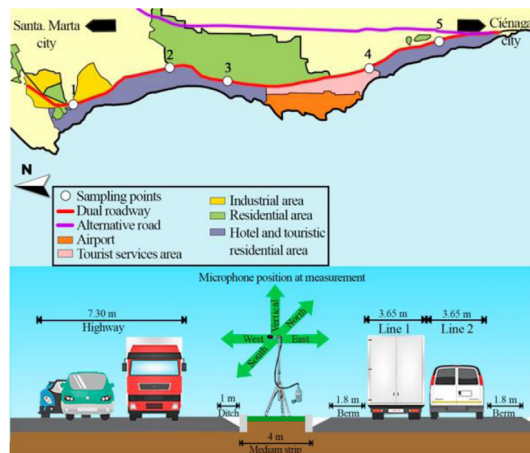 Santa. Marta
city
Ciénaga
city
5
2
4
3
1
N
Sampling points
Dual roadway
Alternative road
Airport
Tourist services area
Industrial area
Residential area
Hotel and touristic
residential area
Microphone position at measurement
7.30 m
Highway
Vertical
North
West
East
South
3.65 m
3.65 m
Line 1
Line 2
1 m
Ditch
1.8 m
Berm
1.8 m
Berm
4 m
Mediam strip